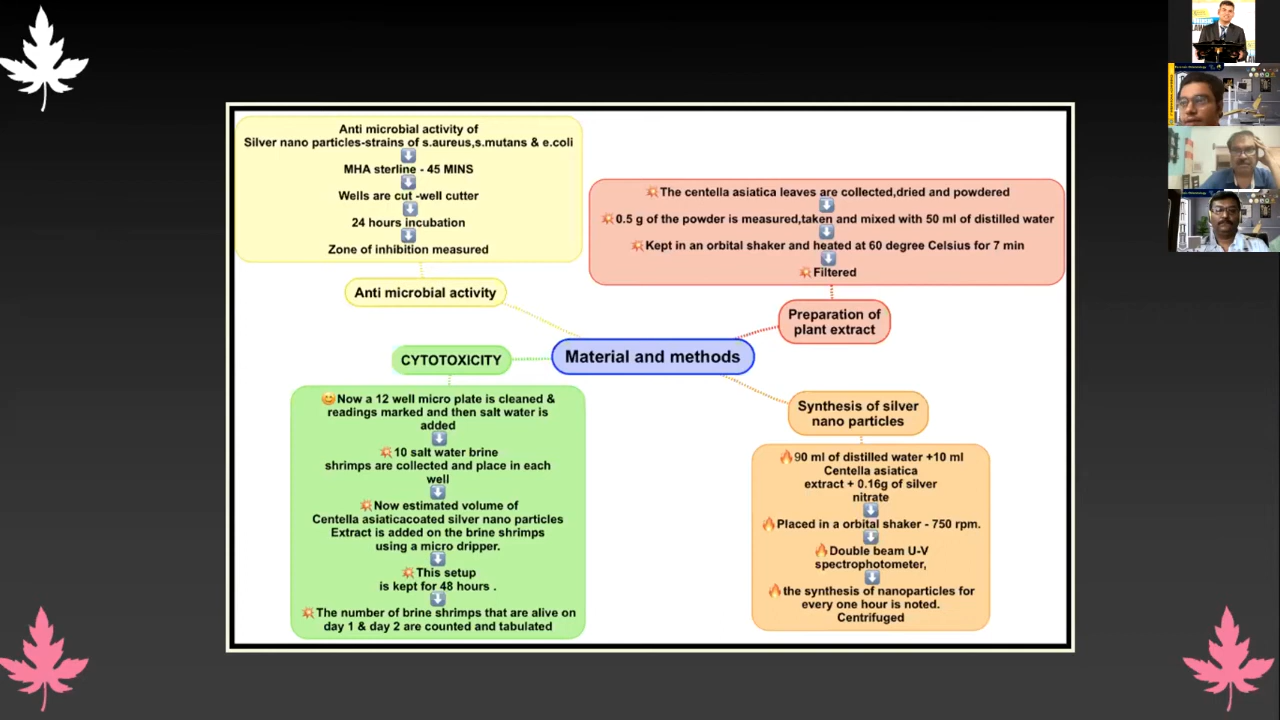 Anti microbial activity of
Silver nano particles-strains of s.aureus,s.mutans & e.coli
MHA sterline - 45 MINS
Wells are cut -well cutter
24 hours incubation
Zone of inhibition measured
Anti microbial activity
The centella asiatica leaves are collected,dried and powdered
0.5 g of the powder is measured,taken and mixed with 50 ml of distilled water
Kept in an orbital shaker and heated at 60 degree Celsius for 7 min
Filtered
Preparation of
plant extract
Material and methods
CYTOTOXICITY
Now a 12 well micro plate is cleaned &
readings marked and then salt water is
added
10 salt water brine
shrimps are collected and place in each
well
Now estimated volume of
Centella asiaticacoated silver nano particles
Extract is added on the brine shrimps
using a micro dripper.
This setup
is kept for 48 hours .
The number of brine shrimps that are alive on
day 1 & day 2 are counted and tabulated
Synthesis of silver
nano particles
90 ml of distilled water +10 ml
Centella asiatica
extract + 0.16g of silver
nitrate
Placed in a orbital shaker - 750 rpm.
Double beam U-V
spectrophotometer,
the synthesis of nanoparticles for
every one hour is noted.
Centrifuged